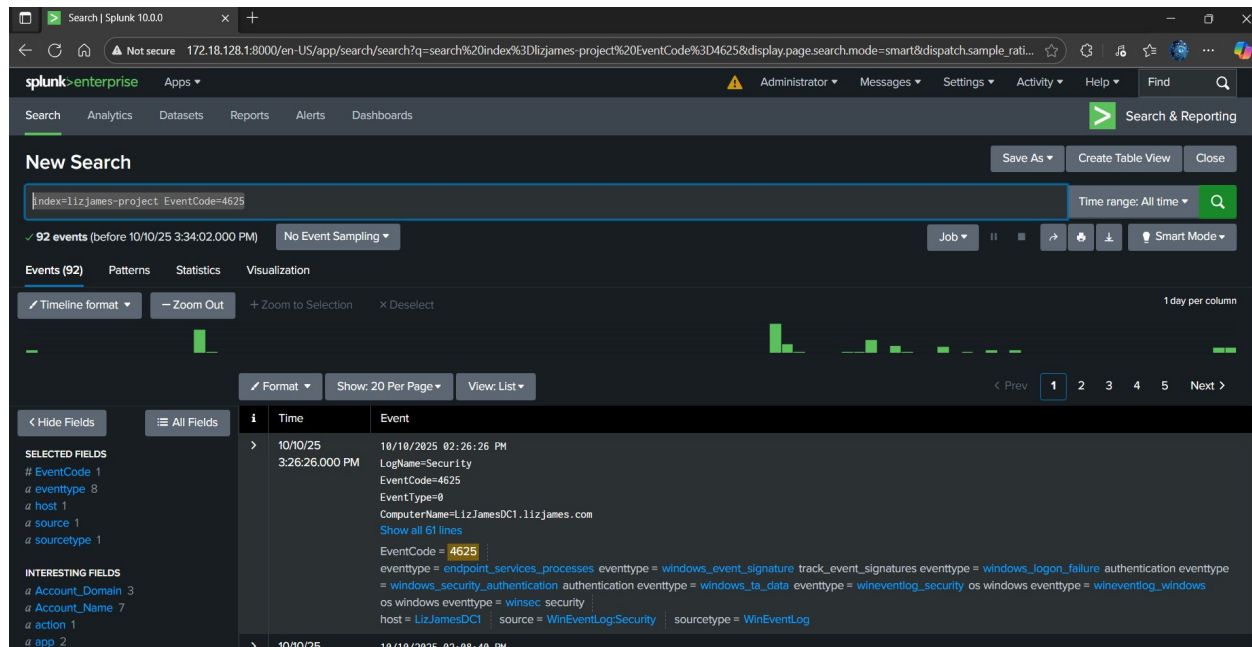 Search | Splunk 10.0.0
Not secure 172.18.128.1:8000/en-US/app/search/search?q=search%20index%3Dlizjames-project%20EventCode%3D4625&display.page.search.mode=smart&dispatch.sample_rati...
splunk>enterprise Apps Administrator Messages Settings Activity Help Find
Search Analytics Datasets Reports Alerts Dashboards Search & Reporting
New Search Save As Create Table View Close
index=lizjames-project EventCode=4625 Time range: All time
92 events (before 10/10/25 3:34:02.000 PM) No Event Sampling Job Smart Mode
Events (92) Patterns Statistics Visualization
Timeline format — Zoom Out + Zoom to Selection × Deselect 1 day per column
Format Show: 20 Per Page View: List < Prev 1 2 3 4 5 Next >
< Hide Fields All Fields i Time Event
SELECTED FIELDS
# EventCode 1
a eventtype 8
a host 1
a source 1
a sourcetype 1
INTERESTING FIELDS
a Account_Domain 3
a Account_Name 7
a action 1
a app 2
> 10/10/25
3:26:26.000 PM
10/10/2025 02:26:26 PM
LogName=Security
EventCode=4625
EventType=0
ComputerName=LizJamesDC1.lizjames.com
Show all 61 lines
EventCode = 4625
eventtype = endpoint_services_processes eventtype = windows_event_signature track_event_signatures eventtype = windows_logon_failure authentication eventtype
= windows_security_authentication authentication eventtype = windows_ta_data eventtype = wineventlog_security os windows eventtype = wineventlog_windows
os windows eventtype = winsec security
host = LizJamesDC1 source = WinEventLog:Security sourcetype = WinEventLog
> 10/10/25 10/10/2025 02:08:40 PM